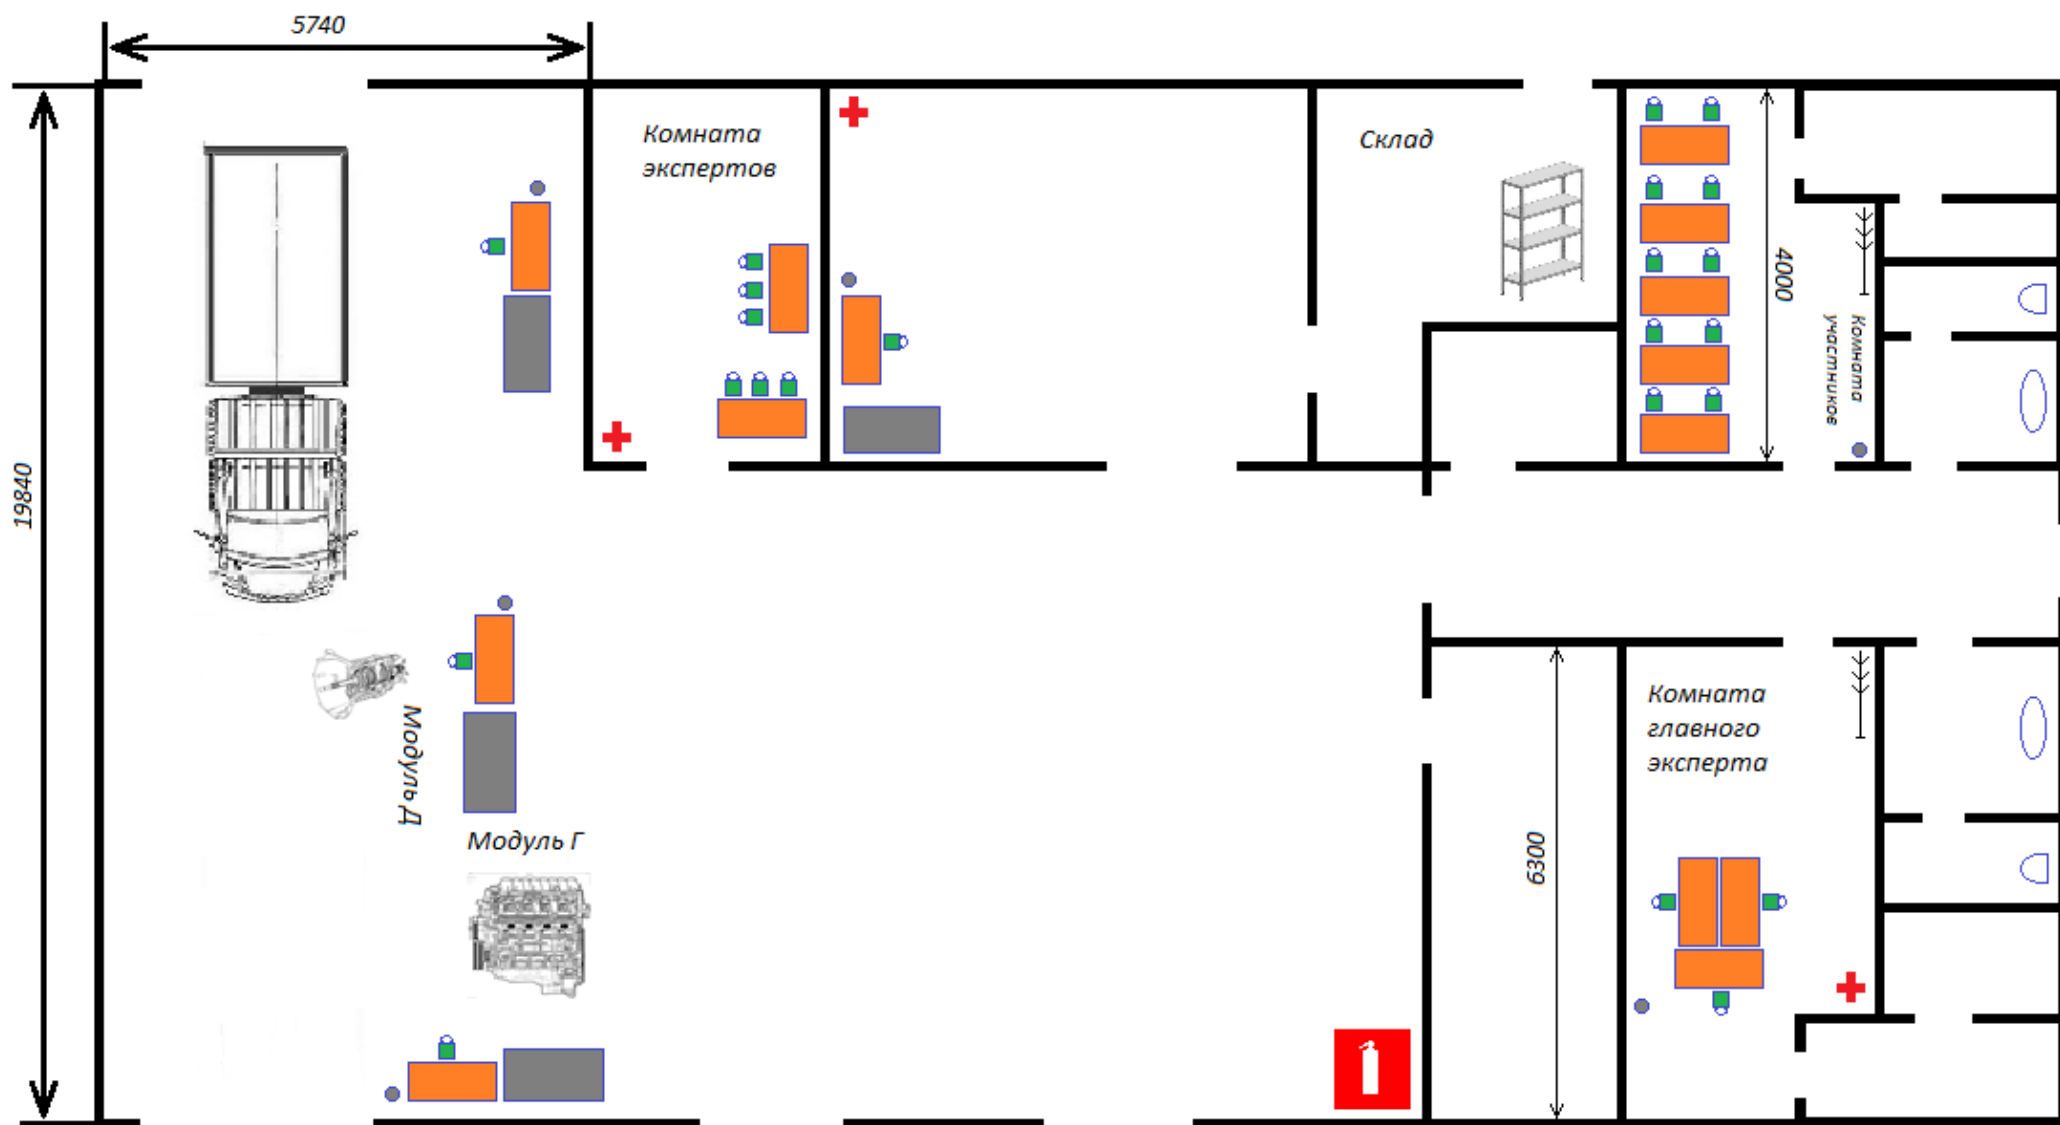 5740
Комната
экспертов
Склад
4000
Комната
участников
19840
Модуль Д
Модуль Г
Комната
главного
эксперта
6300